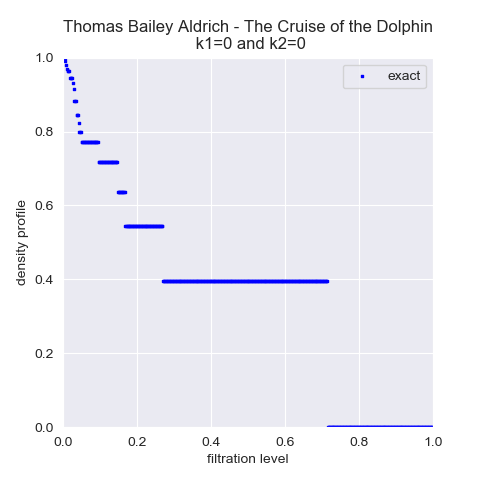 Thomas Bailey Aldrich - The Cruise of the Dolphin
k1=0 and k2=0
exact
density profile
1.0
0.8
0.6
0.4
0.2
0.0
0.0 0.2 0.4 0.6 0.8 1.0
filtration level